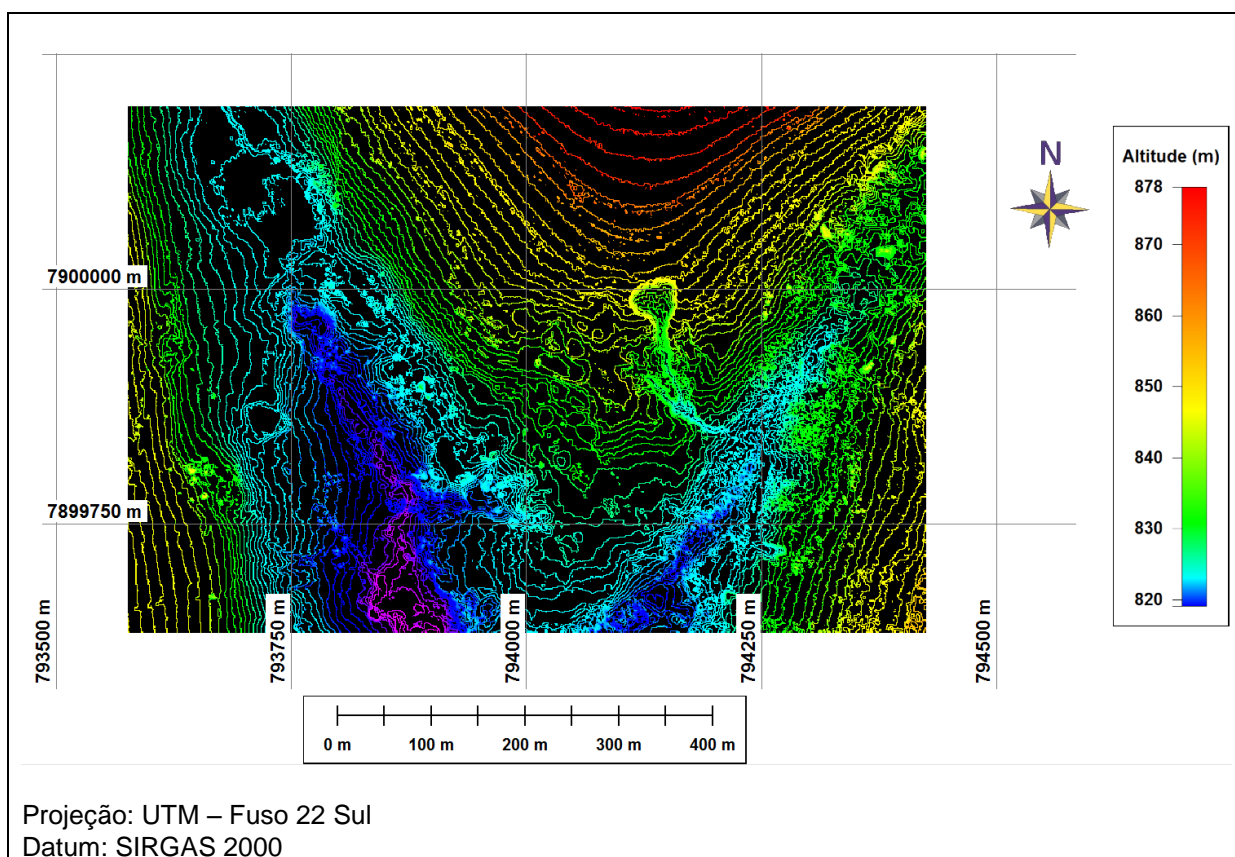 N
Altitude (m)
878
870
860
850
840
830
820
7900000 m
7899750 m
793500 m
793750 m
794000 m
794250 m
794500 m
0 m 100 m 200 m 300 m 400 m
Projeção: UTM – Fuso 22 Sul
Datum: SIRGAS 2000